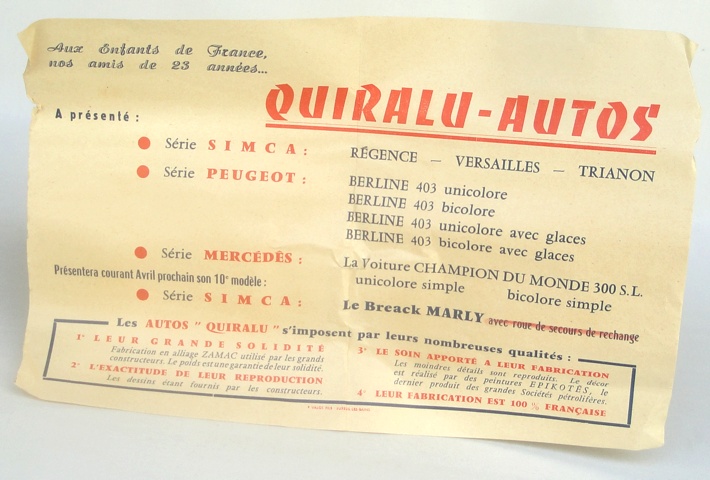 Aux Enfants de France,
nos amis de 23 années...
QUIRALU-AUTOS
A présenté :
● Série SIMCA : RÉGENCE — VERSAILLES — TRIANON
● Série PEUGEOT : BERLINE 403 unicolore
BERLINE 403 bicolore
BERLINE 403 unicolore avec glaces
BERLINE 403 bicolore avec glaces
● Série MERCÉDÈS : La Voiture CHAMPION DU MONDE 300 S.L.
unicolore simple bicolore simple
Présentera courant Avril prochain son 10e modèle :
● Série SIMCA : Le Breack MARLY avec roue de secours de rechange
Les AUTOS " QUIRALU " s'imposent par leurs nombreuses qualités :
1° LEUR GRANDE SOLIDITÉ
Fabrication en alliage ZAMAC utilisé par les grands
constructeurs. Le poids est une garantie de leur solidité.
2° L'EXACTITUDE DE LEUR REPRODUCTION
Les dessins étant fournis par les constructeurs.
3° LE SOIN APPORTÉ A LEUR FABRICATION
Les moindres détails sont reproduits. Le décor
est réalisé par des peintures EPIKOTES, le
dernier produit des grandes Sociétés pétrolifères.
4° LEUR FABRICATION EST 100 % FRANÇAISE